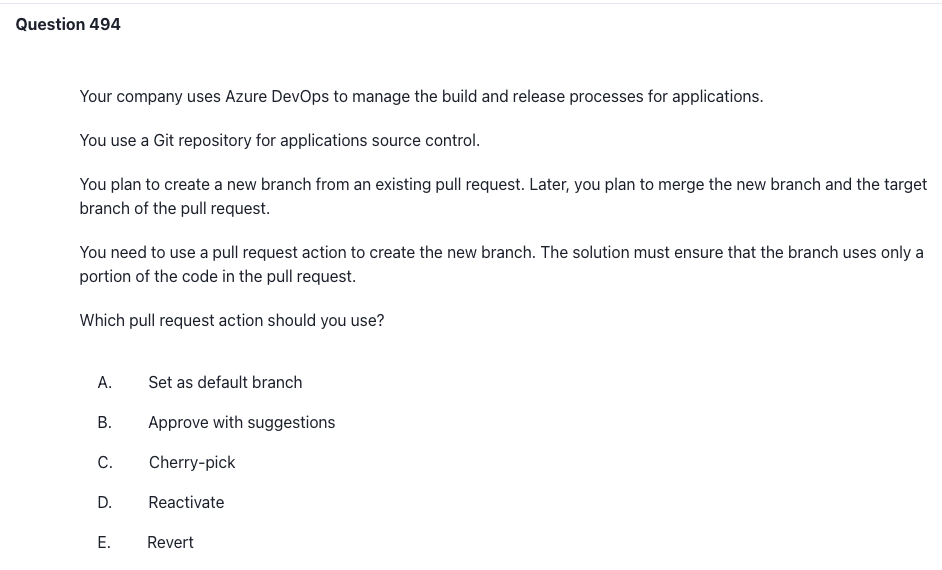 Question 494
Your company uses Azure DevOps to manage the build and release processes for applications.
You use a Git repository for applications source control.
You plan to create a new branch from an existing pull request. Later, you plan to merge the new branch and the target
branch of the pull request.
You need to use a pull request action to create the new branch. The solution must ensure that the branch uses only a
portion of the code in the pull request.
Which pull request action should you use?
A. Set as default branch
B. Approve with suggestions
C. Cherry-pick
D. Reactivate
E. Revert